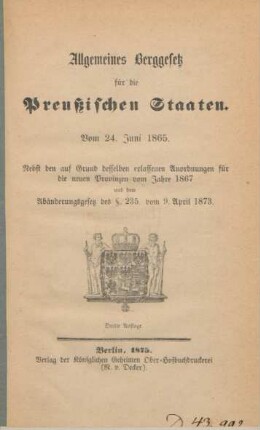 Allgemeines Berggesetz
für die
Preußischen Staaten.
Vom 24. Juni 1865.
Nebst den auf Grund desselben erlassenen Anordnungen für
die neuen Provinzen vom Jahre 1867
und dem
Abänderungsgesetz des §. 235. vom 9. April 1873.
Dritte Auflage
Berlin, 1875.
Verlag der Königlichen Geheimen Ober-Hofbuchdruckerei
(R. v. Decker)